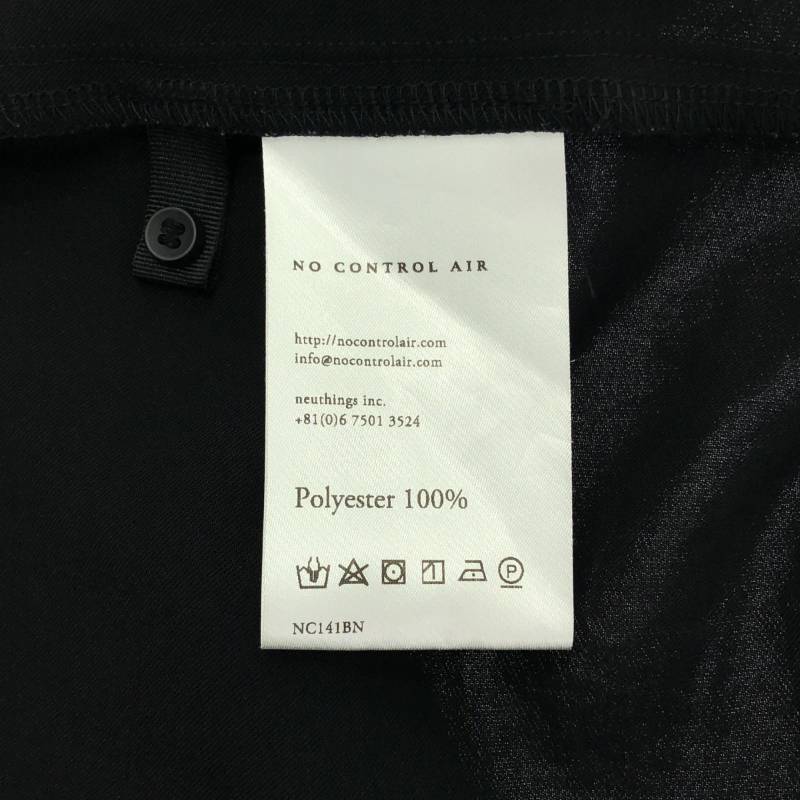 NO CONTROL AIR
http://nocontrolair.com
info@nocontrolair.com
neuthings inc.
+81(0)6 7501 3524
Polyester 100%
P
NC141BN